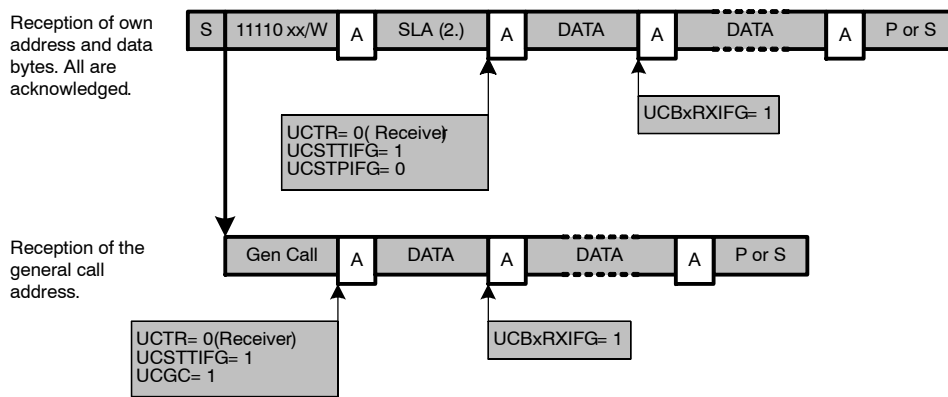 Reception of own
address and data
bytes. All are
acknowledged.
S 11110 xx/W A SLA (2.) A DATA A DATA A P or S
UCTR= 0( Receiver)
UCSTTIFG= 1
UCSTPIFG= 0
UCBxRXIFG= 1
Reception of the
general call
address.
Gen Call A DATA A DATA A P or S
UCTR= 0(Receiver)
UCSTTIFG= 1
UCGC= 1
UCBxRXIFG= 1